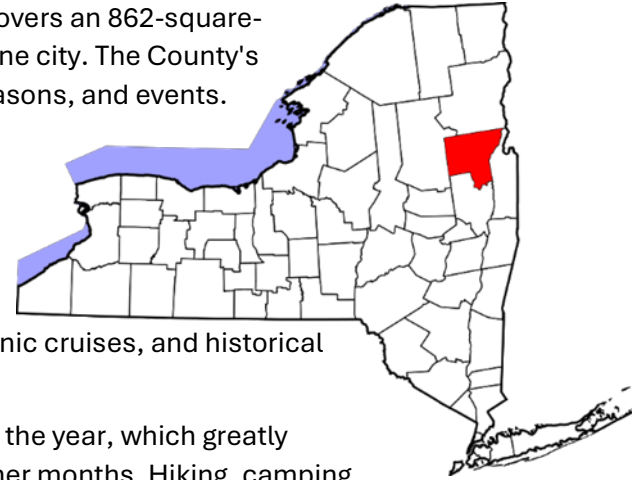 overs an 862-square-
ne city. The County's
asons, and events.
nic cruises, and historical
the year, which greatly
ner months. Hiking, camping